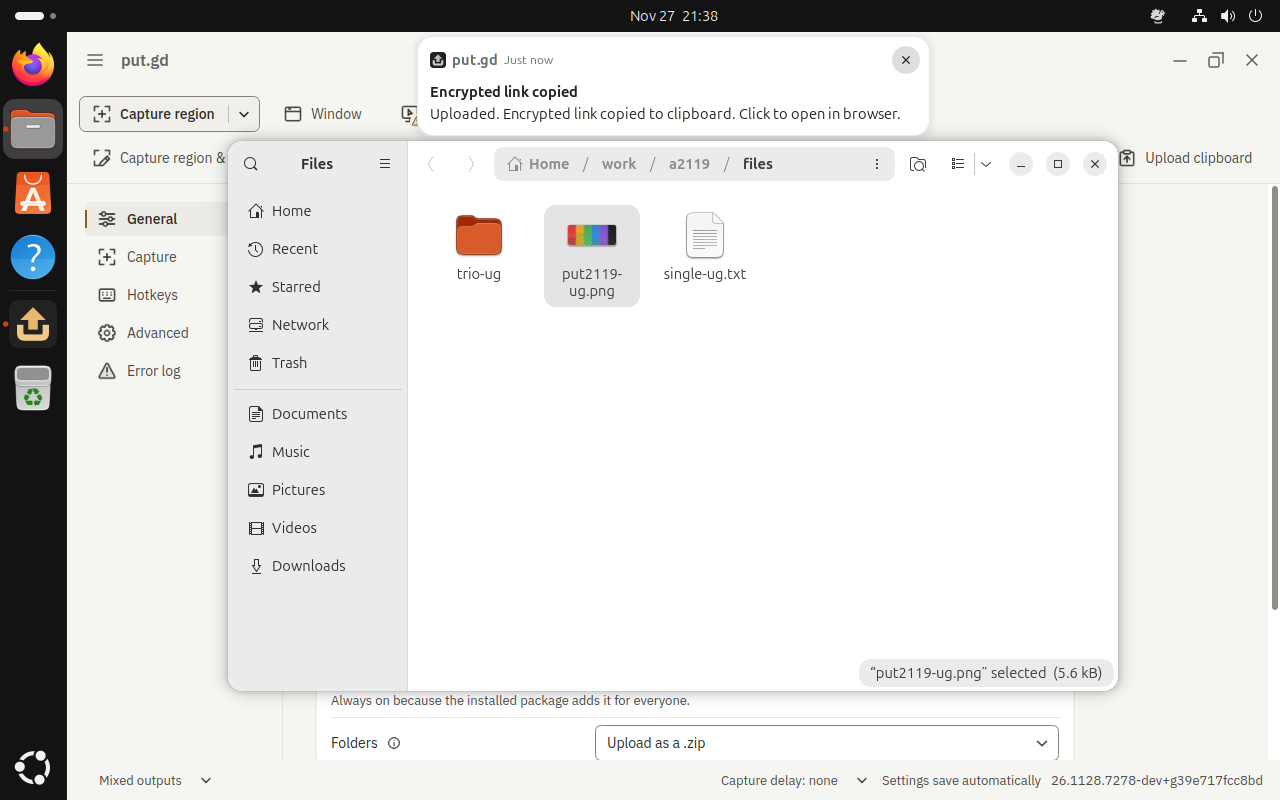 Nov 27 21:38
put.gd
put.gd Just now
Encrypted link copied
Uploaded. Encrypted link copied to clipboard. Click to open in browser.
Capture region
Window
Capture region &
Upload clipboard
General
Capture
Hotkeys
Advanced
Error log
Files
Home / work / a2119 / files
Home
Recent
Starred
Network
Trash
Documents
Music
Pictures
Videos
Downloads
trio-ug
put2119-
ug.png
single-ug.txt
“put2119-ug.png” selected (5.6 kB)
Always on because the installed package adds it for everyone.
Folders
Upload as a .zip
Mixed outputs
Capture delay: none
Settings save automatically
26.1128.7278-dev+g39e717fcc8bd